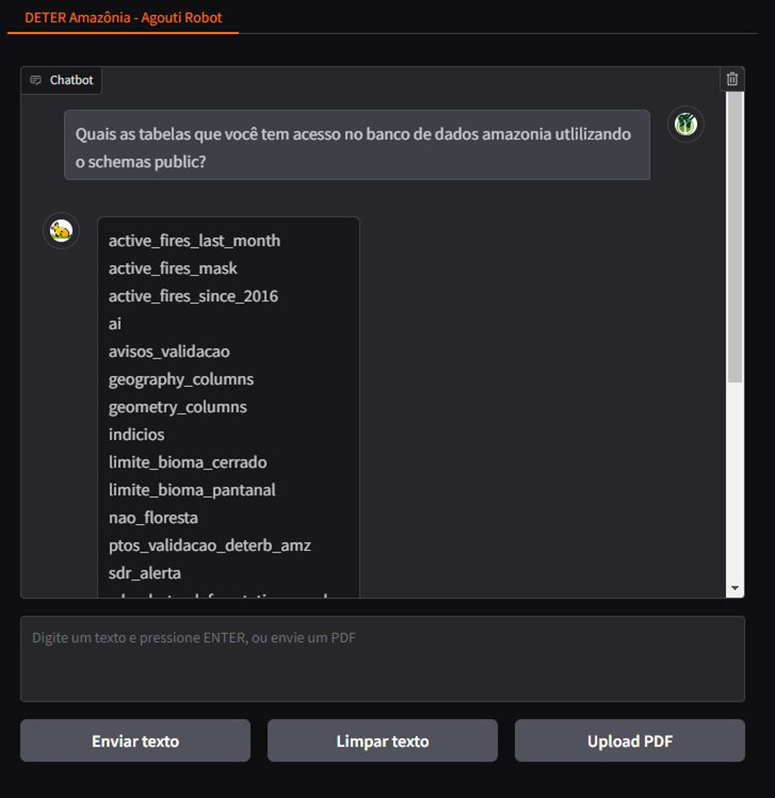 DETER Amazônia - Agouti Robot
Chatbot
Quais as tabelas que você tem acesso no banco de dados amazonia utlilizando
o schemas public?
active_fires_last_month
active_fires_mask
active_fires_since_2016
ai
avisos_validacao
geography_columns
geometry_columns
indicios
limite_bioma_cerrado
limite_bioma_pantanal
nao_floresta
ptos_validacao_deterb_amz
sdr_alerta
Digite um texto e pressione ENTER, ou envie um PDF
Enviar texto
Limpar texto
Upload PDF